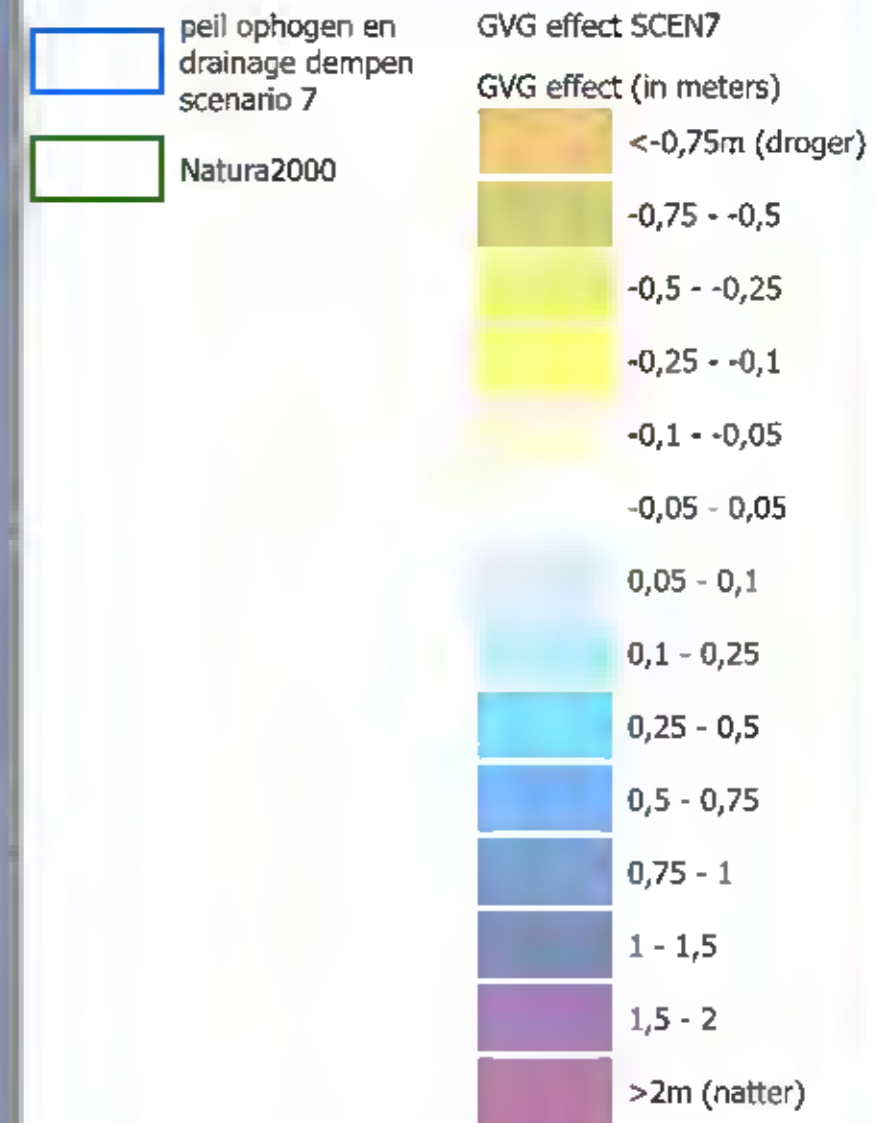 peil ophogen en
drainage dempen
scenario 7
Natura2000
GVG effect SCEN7
GVG effect (in meters)
<-0,75m (droger)
-0,75 - -0,5
-0,5 - -0,25
-0,25 - -0,1
-0,1 - -0,05
-0,05 - 0,05
0,05 - 0,1
0,1 - 0,25
0,25 - 0,5
0,5 - 0,75
0,75 - 1
1 - 1,5
1,5 - 2
>2m (natter)